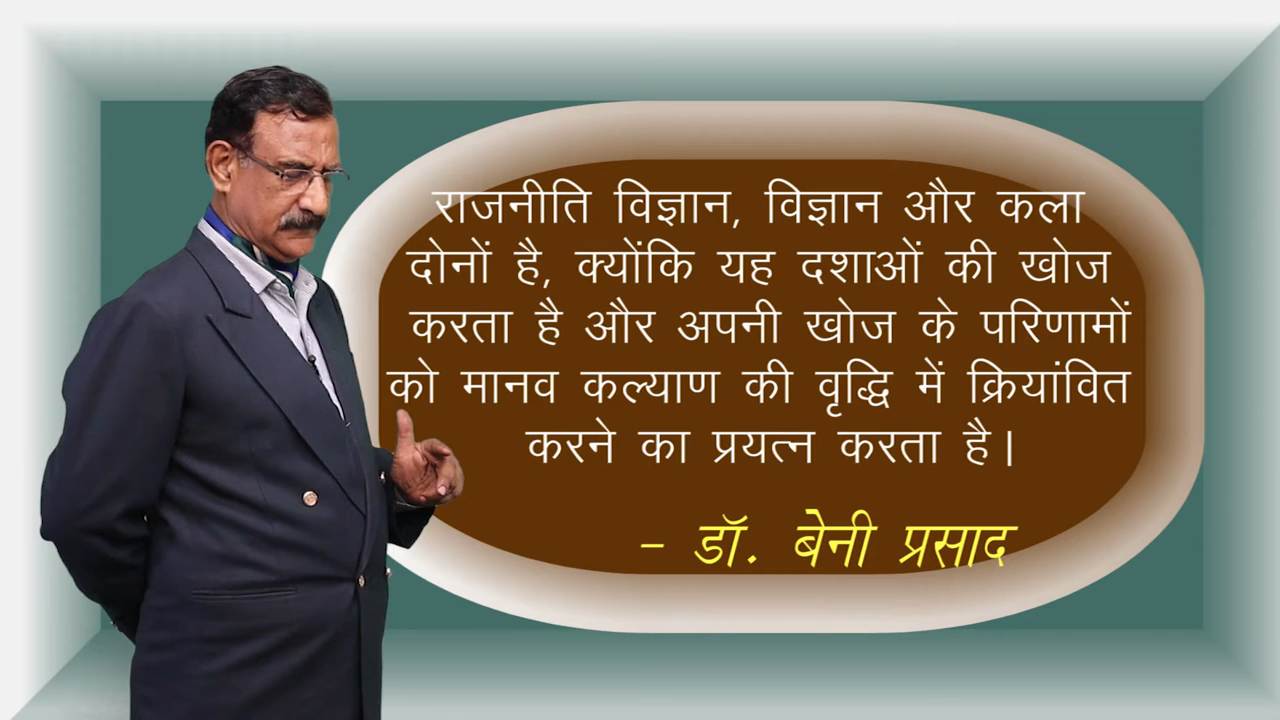 राजनीति विज्ञान, विज्ञान और कला
दोनों है, क्योंकि यह दशाओं की खोज
करता है और अपनी खोज के परिणामों
को मानव कल्याण की वृद्धि में क्रियांवित
करने का प्रयत्न करता है।
– डॉ. बेनी प्रसाद